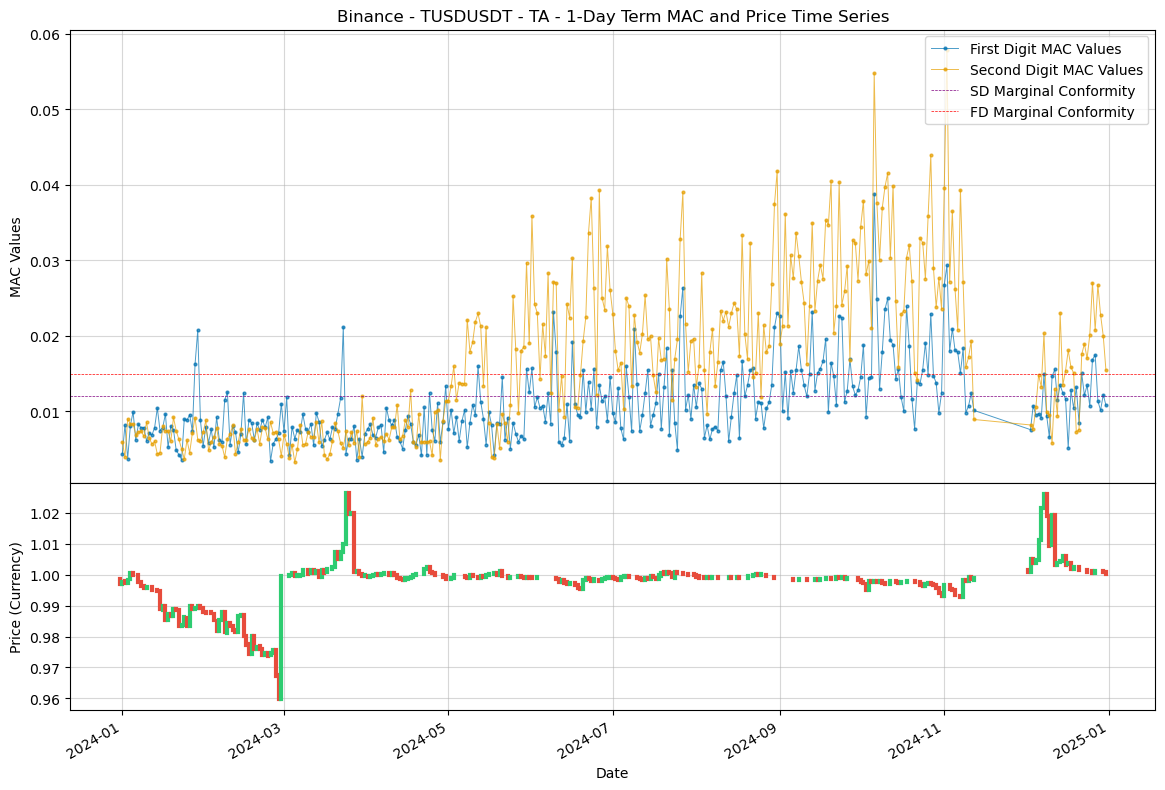 Binance - TUSDUSDT - TA - 1-Day Term MAC and Price Time Series
First Digit MAC Values
Second Digit MAC Values
SD Marginal Conformity
FD Marginal Conformity
MAC Values
0.06
0.05
0.04
0.03
0.02
0.01
Price (Currency)
1.02
1.01
1.00
0.99
0.98
0.97
0.96
2024-01
2024-03
2024-05
2024-07
2024-09
2024-11
2025-01
Date